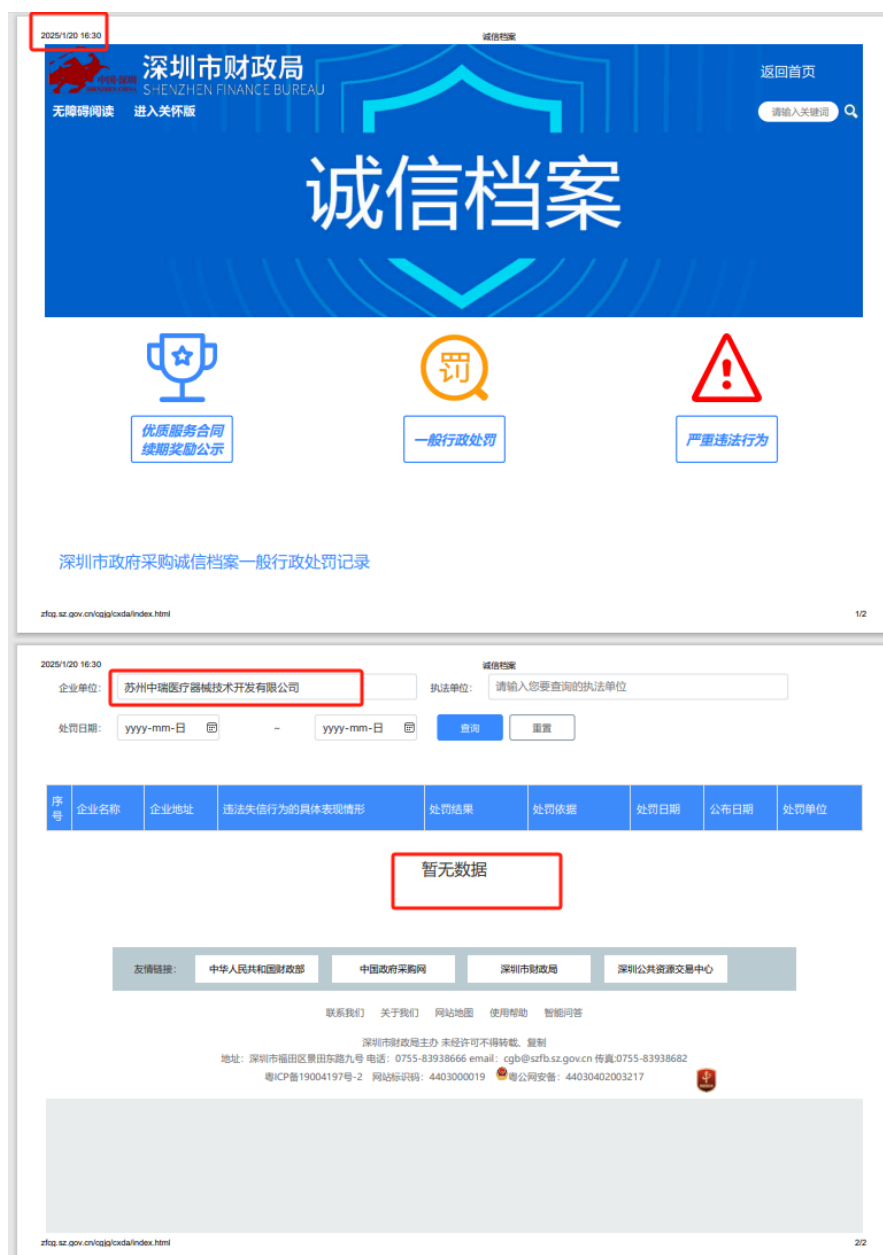 2025/1/20 16:30 诚信档案
中国·深圳
深圳市财政局
SHENZHEN FINANCE BUREAU
返回首页
无障碍阅读 进入关怀版
请输入关键词
诚信档案
罚
优质服务合同
续期奖励公示
一般行政处罚
严重违法行为
深圳市政府采购诚信档案一般行政处罚记录
zfcg.sz.gov.cn/cgjg/cxda/index.html 1/2
2025/1/20 16:30 诚信档案
企业单位: 苏州中瑞医疗器械技术开发有限公司 执法单位: 请输入您要查询的执法单位
处罚日期: yyyy-mm-日 ~ yyyy-mm-日 查询 重置
序号 企业名称 企业地址 违法失信行为的具体表现情形 处罚结果 处罚依据 处罚日期 公布日期 处罚单位
暂无数据
友情链接: 中华人民共和国财政部 中国政府采购网 深圳市财政局 深圳公共资源交易中心
联系我们 关于我们 网站地图 使用帮助 智能问答
深圳市财政局主办 未经许可不得转载、复制
地址: 深圳市福田区景田东路九号 电话: 0755-83938666 email: cgb@szfb.sz.gov.cn 传真:0755-83938682
粤ICP备19004197号-2 网站标识码: 4403000019 粤公网安备: 44030402003217
zfcg.sz.gov.cn/cgjg/cxda/index.html 2/2